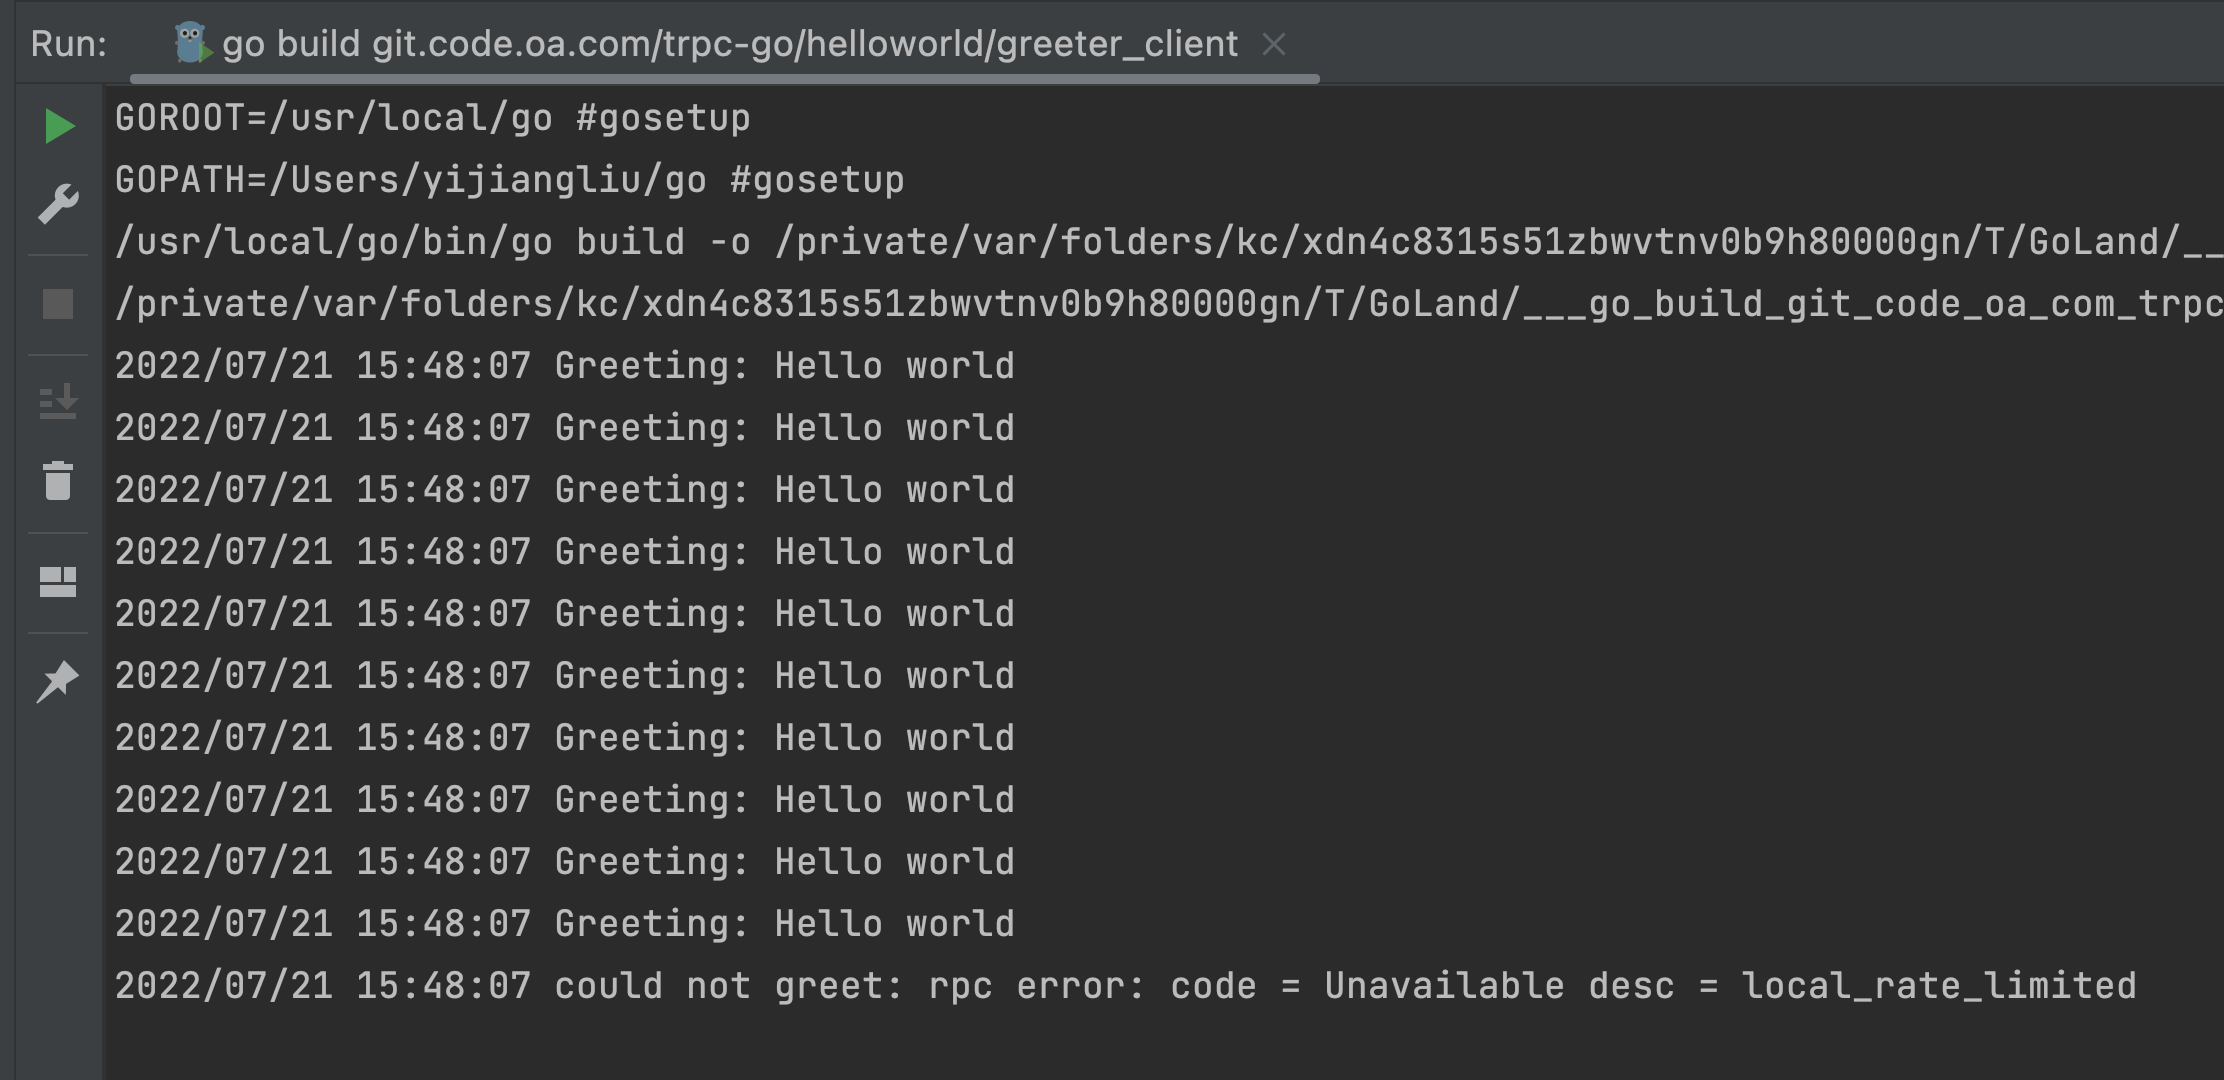 Run: go build git.code.oa.com/trpc-go/helloworld/greeter_client
GOROOT=/usr/local/go #gosetup
GOPATH=/Users/yijiangliu/go #gosetup
/usr/local/go/bin/go build -o /private/var/folders/kc/xdn4c8315s51zbwvtnv0b9h80000gn/T/GoLand/__
/private/var/folders/kc/xdn4c8315s51zbwvtnv0b9h80000gn/T/GoLand/___go_build_git_code_oa_com_trpc
2022/07/21 15:48:07 Greeting: Hello world
2022/07/21 15:48:07 Greeting: Hello world
2022/07/21 15:48:07 Greeting: Hello world
2022/07/21 15:48:07 Greeting: Hello world
2022/07/21 15:48:07 Greeting: Hello world
2022/07/21 15:48:07 Greeting: Hello world
2022/07/21 15:48:07 Greeting: Hello world
2022/07/21 15:48:07 Greeting: Hello world
2022/07/21 15:48:07 Greeting: Hello world
2022/07/21 15:48:07 Greeting: Hello world
2022/07/21 15:48:07 could not greet: rpc error: code = Unavailable desc = local_rate_limited